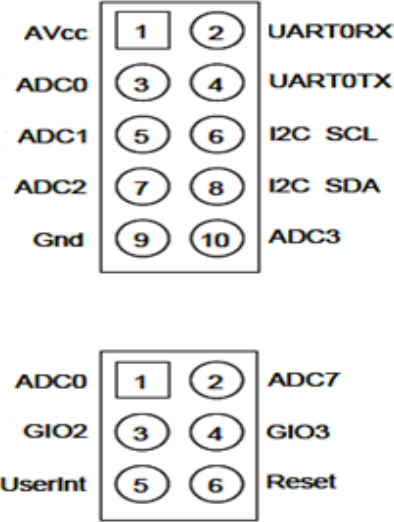 AVcc 1 2 UART0RX
ADC0 3 4 UART0TX
ADC1 5 6 I2C SCL
ADC2 7 8 I2C SDA
Gnd 9 10 ADC3
ADC0 1 2 ADC7
GIO2 3 4 GIO3
UserInt 5 6 Reset